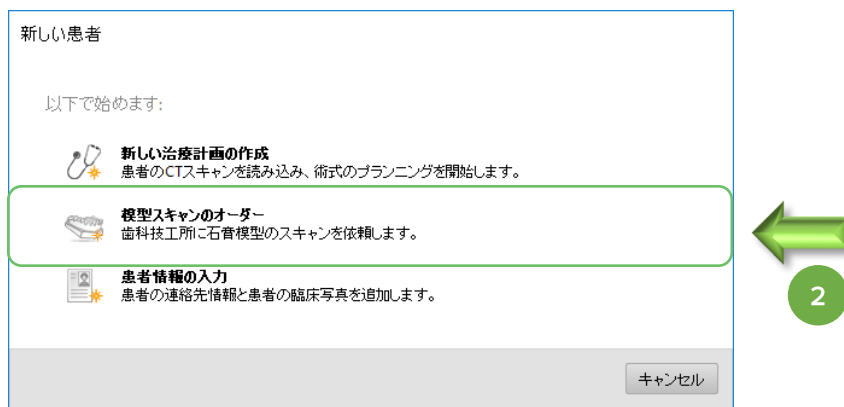 新しい患者
以下で始めます:
新しい治療計画の作成
患者のCTスキャンを読み込み、術式のプランニングを開始します。
模型スキャンのオーダー
歯科技工所に石膏模型のスキャンを依頼します。
患者情報の入力
患者の連絡先情報と患者の臨床写真を追加します。
2
キャンセル